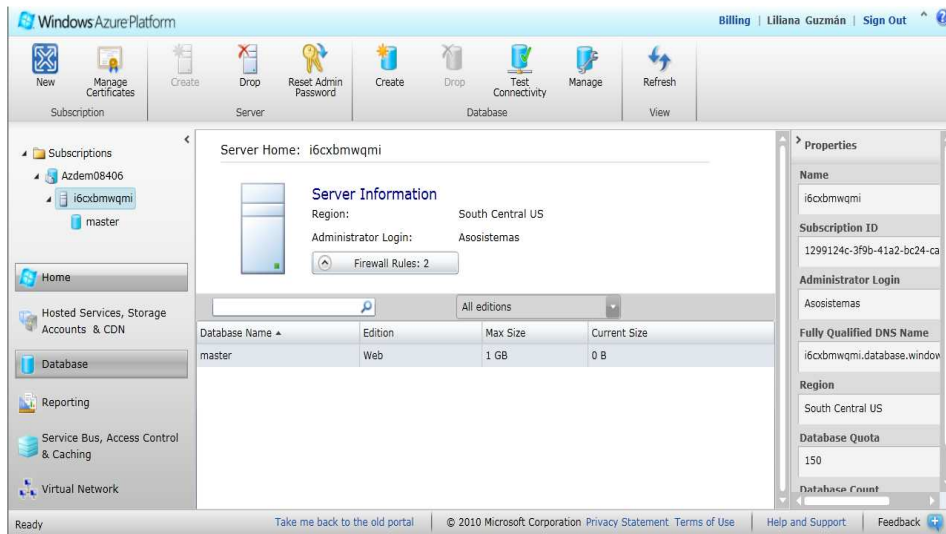 Windows Azure Platform
Billing | Liliana Guzmán | Sign Out
New
Manage Certificates
Create
Drop
Reset Admin Password
Create
Drop
Test Connectivity
Manage
Refresh
Subscription
Server
Database
View
Subscriptions
Azdem08406
i6cxbmwqmi
master
Home
Hosted Services, Storage
Accounts & CDN
Database
Reporting
Service Bus, Access Control
& Caching
Virtual Network
Server Home: i6cxbmwqmi
Server Information
Region: South Central US
Administrator Login: Asosistemas
Firewall Rules: 2
All editions
Database Name Edition Max Size Current Size
master Web 1 GB 0 B
Properties
Name
i6cxbmwqmi
Subscription ID
1299124c-3f9b-41a2-bc24-ca
Administrator Login
Asosistemas
Fully Qualified DNS Name
i6cxbmwqmi.database.window
Region
South Central US
Database Quota
150
Database Count
Ready
Take me back to the old portal
© 2010 Microsoft Corporation Privacy Statement Terms of Use
Help and Support
Feedback